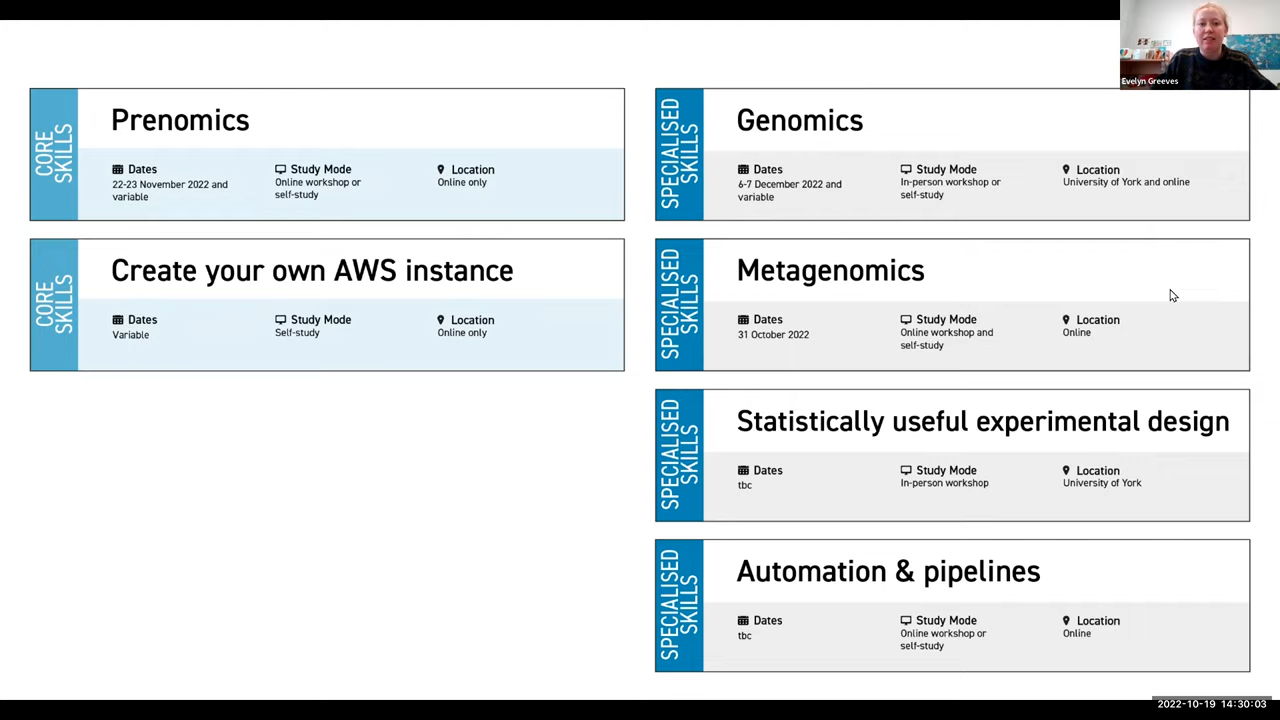 Evelyn Greeves
CORE
SKILLS
Prenomics
Dates
22-23 November 2022 and
variable
Study Mode
Online workshop or
self-study
Location
Online only
CORE
SKILLS
Create your own AWS instance
Dates
Variable
Study Mode
Self-study
Location
Online only
SPECIALISED
SKILLS
Genomics
Dates
6-7 December 2022 and
variable
Study Mode
In-person workshop or
self-study
Location
University of York and online
SPECIALISED
SKILLS
Metagenomics
Dates
31 October 2022
Study Mode
Online workshop and
self-study
Location
Online
SPECIALISED
SKILLS
Statistically useful experimental design
Dates
tbc
Study Mode
In-person workshop
Location
University of York
SPECIALISED
SKILLS
Automation & pipelines
Dates
tbc
Study Mode
Online workshop or
self-study
Location
Online
2022-10-19 14:30:03